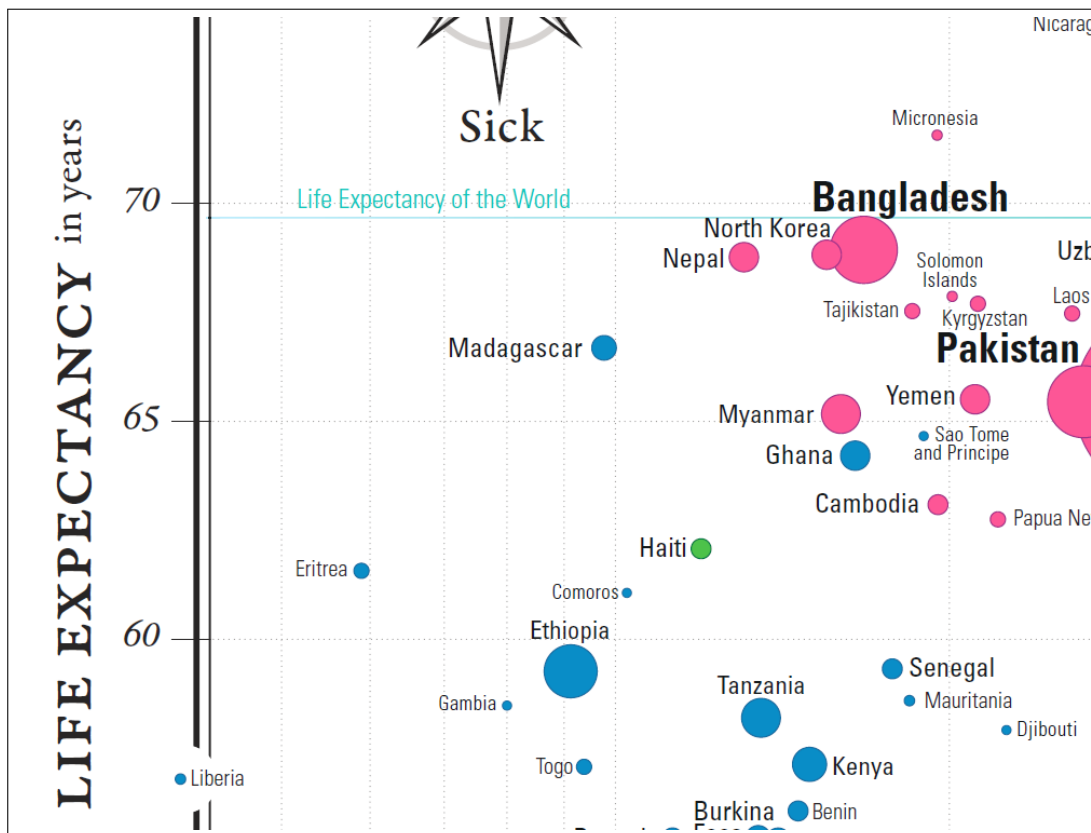 Sick
Nicarag
Micronesia
70
Life Expectancy of the World
Bangladesh
North Korea
Nepal
Solomon
Islands
Uzb
Tajikistan
Kyrgyzstan
Laos
Madagascar
Pakistan
Yemen
Myanmar
65
Sao Tome
and Principe
Ghana
Cambodia
Papua Ne
Haiti
Eritrea
Comoros
60
Ethiopia
Senegal
Tanzania
Gambia
Mauritania
Djibouti
Togo
Kenya
Liberia
Burkina
Benin
LIFE EXPECTANCY in years